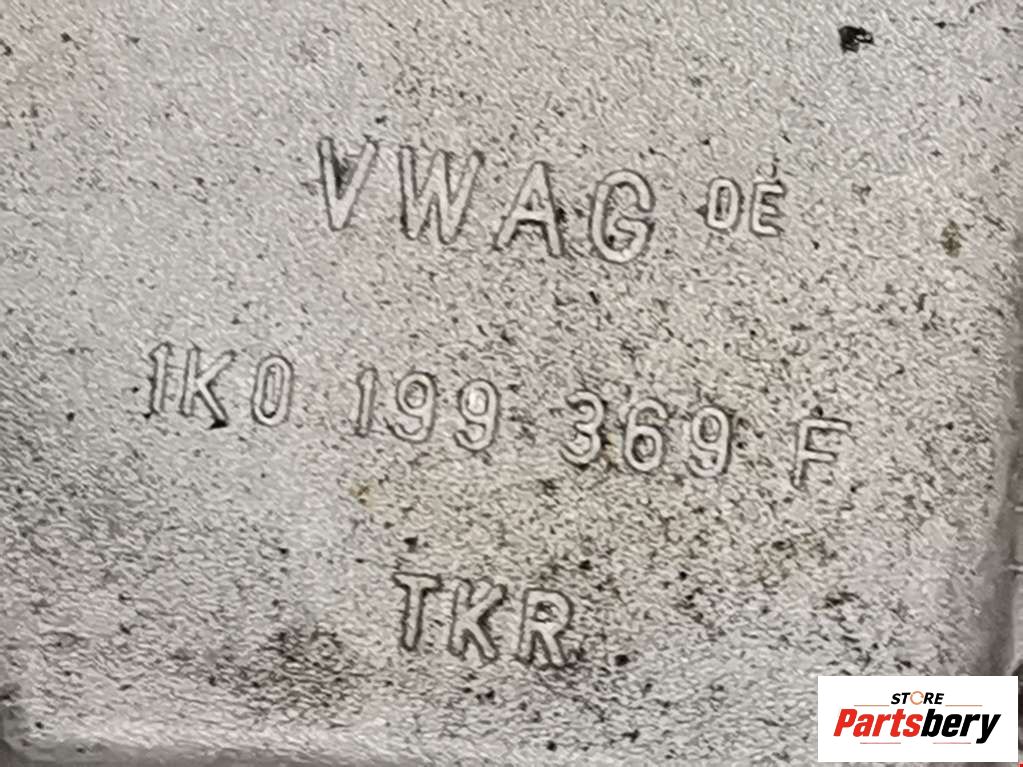 VWAG DE
1K0 199 369 F
TKR
STORE
Partsbery